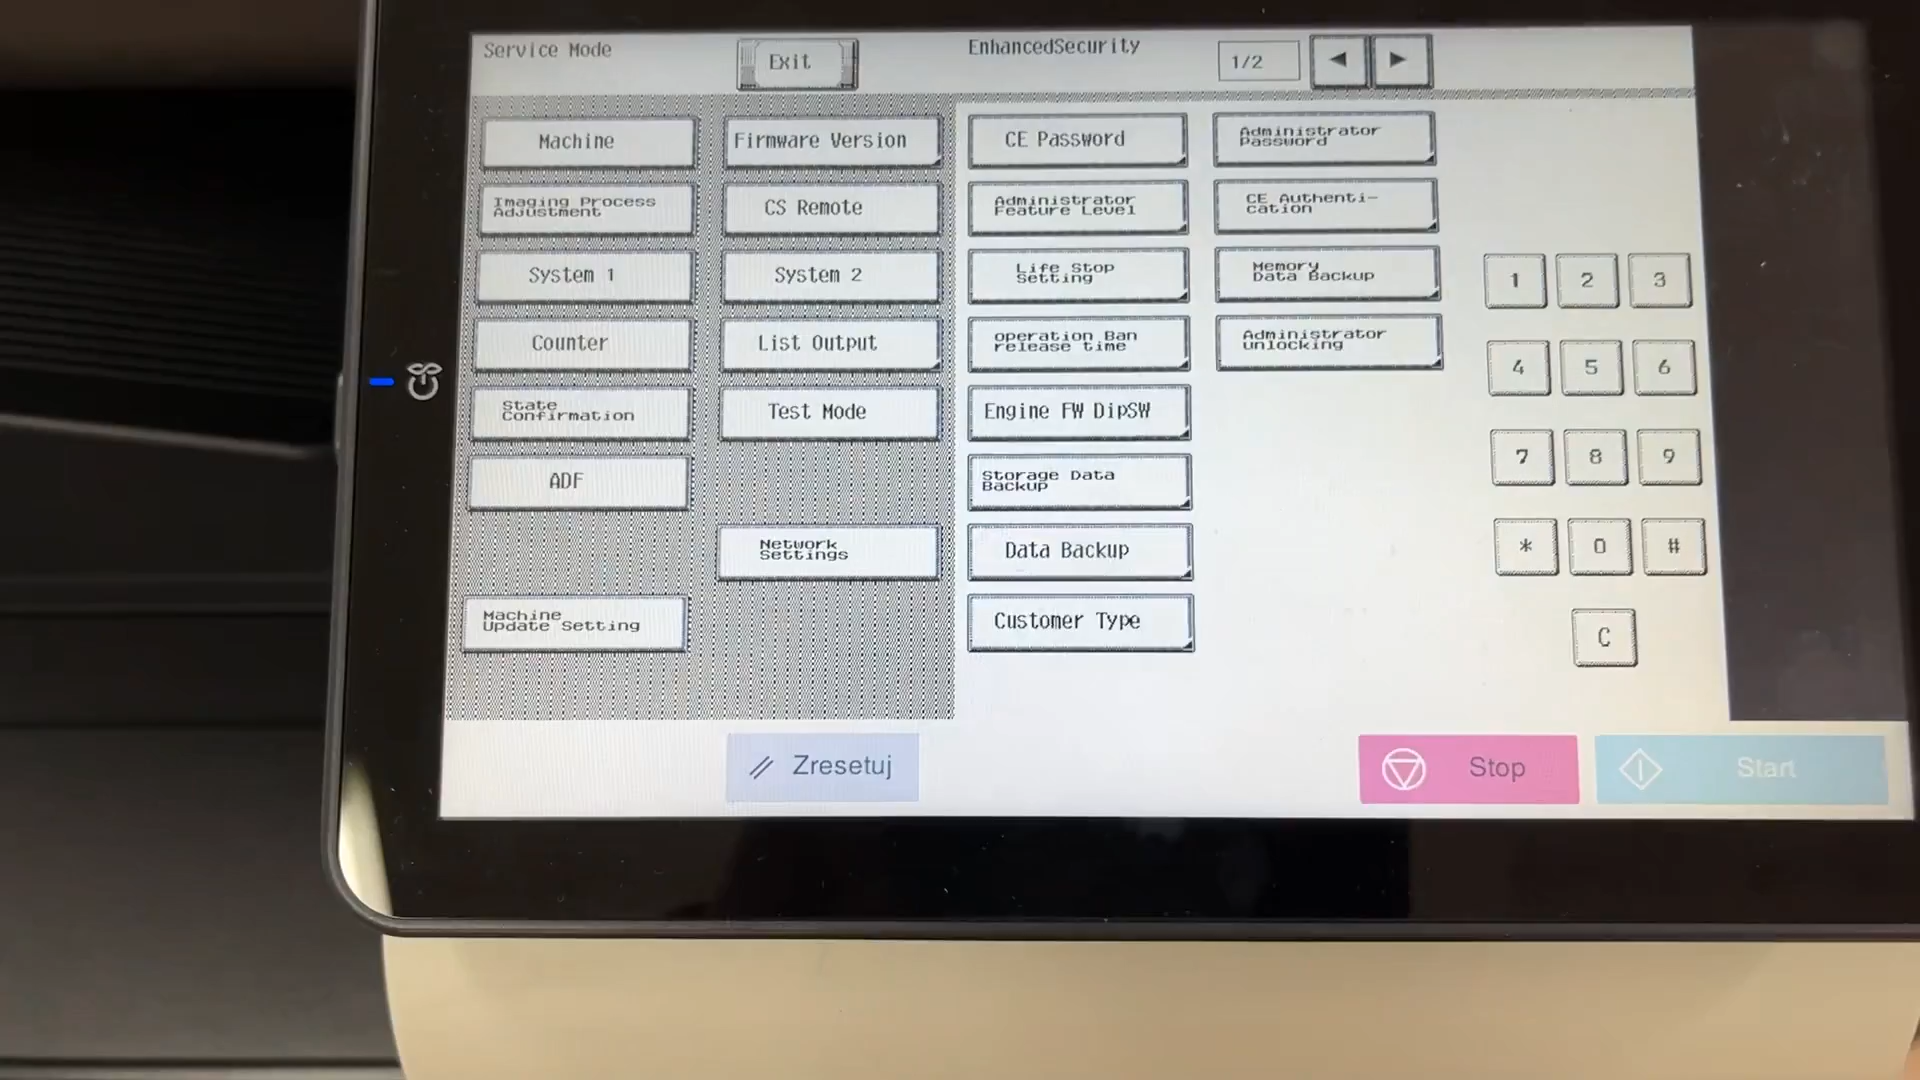 Service Mode
Exit
EnhancedSecurity
1/2
Machine
Firmware Version
Imaging Process
Adjustment
CS Remote
System 1
System 2
Counter
List Output
State
Confirmation
Test Mode
ADF
Network
Settings
Machine
Update Setting
CE Password
Administrator
Password
Administrator
Feature Level
CE Authenti-
cation
Life Stop
Setting
Memory
Data Backup
operation Ban
release time
Administrator
unlocking
Engine FW DipSW
Storage Data
Backup
Data Backup
Customer Type
1 2 3
4 5 6
7 8 9
* 0 #
C
Zresetuj
Stop
Start